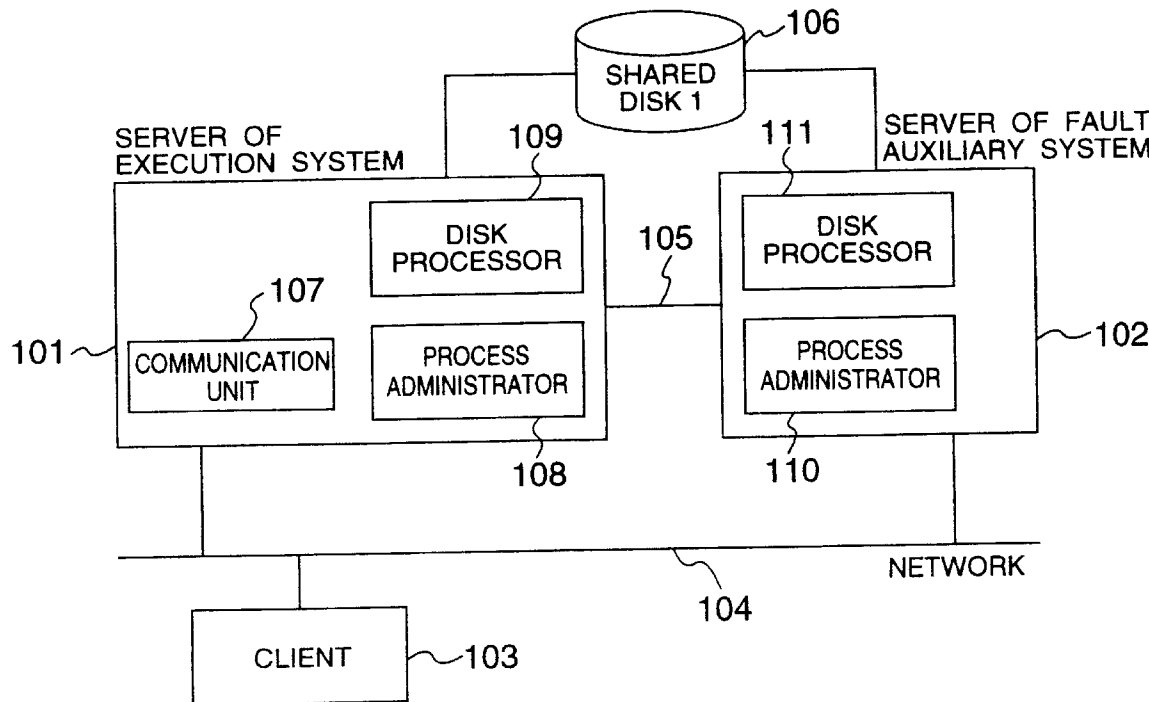 106
SHARED
DISK 1
SERVER OF
EXECUTION SYSTEM
109
111
SERVER OF FAULT
AUXILIARY SYSTEM
DISK
PROCESSOR
105
DISK
PROCESSOR
107
101
COMMUNICATION
UNIT
PROCESS
ADMINISTRATOR
PROCESS
ADMINISTRATOR
102
108
110
NETWORK
104
CLIENT
103